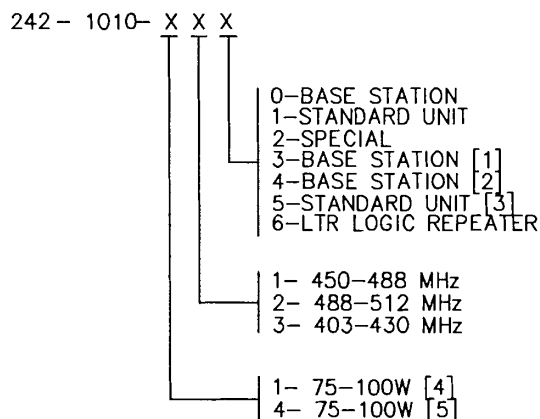 242 - 1010- X X X
0-BASE STATION
1-STANDARD UNIT
2-SPECIAL
3-BASE STATION [1]
4-BASE STATION [2]
5-STANDARD UNIT [3]
6-LTR LOGIC REPEATER
1- 450-488 MHz
2- 488-512 MHz
3- 403-430 MHz
1- 75-100W [4]
4- 75-100W [5]